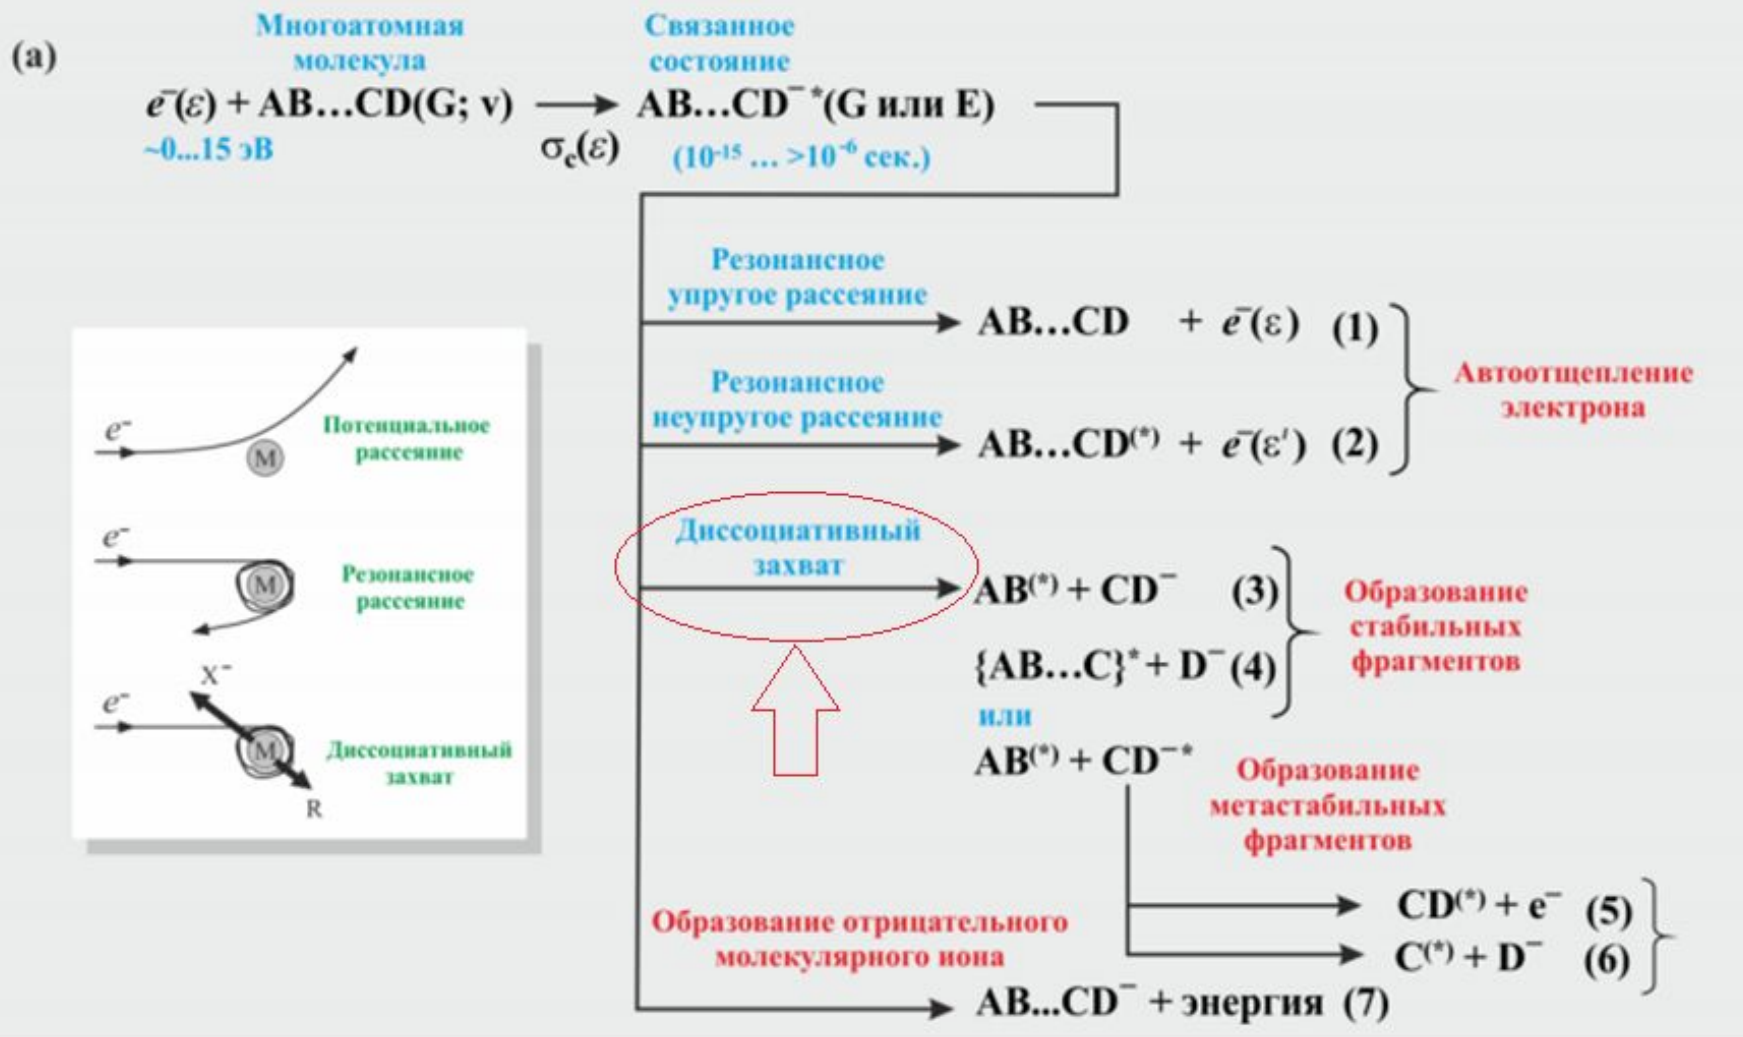 (a)
Многоатомная
молекула
e⁻(ε) + AB…CD(G; v)
~0...15 эВ
σc(ε)
Связанное
состояние
AB…CD⁻*(G или E)
(10⁻¹⁵ … >10⁻⁶ сек.)
Резонансное
упругое рассеяние
AB…CD + e⁻(ε) (1)
Резонансное
неупругое рассеяние
AB…CD(*) + e⁻(ε′) (2)
Автоотщепление
электрона
Диссоциативный
захват
AB(*) + CD⁻ (3)
{AB…C}* + D⁻ (4)
Образование
стабильных
фрагментов
или
AB(*) + CD⁻*
Образование
метастабильных
фрагментов
CD(*) + e⁻ (5)
C(*) + D⁻ (6)
Образование отрицательного
молекулярного иона
AB...CD⁻ + энергия (7)
e⁻
M
Потенциальное
рассеяние
e⁻
M
Резонансное
рассеяние
X⁻
e⁻
M
R
Диссоциативный
захват